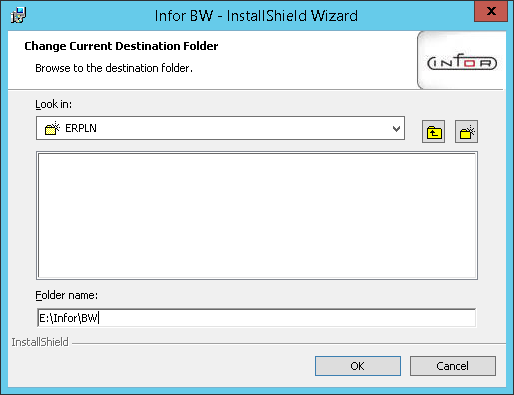 Infor BW - InstallShield Wizard
x
Change Current Destination Folder
Browse to the destination folder.
infor
Look in:
ERPLN
Folder name:
E:\Infor\BW
InstallShield
OK
Cancel